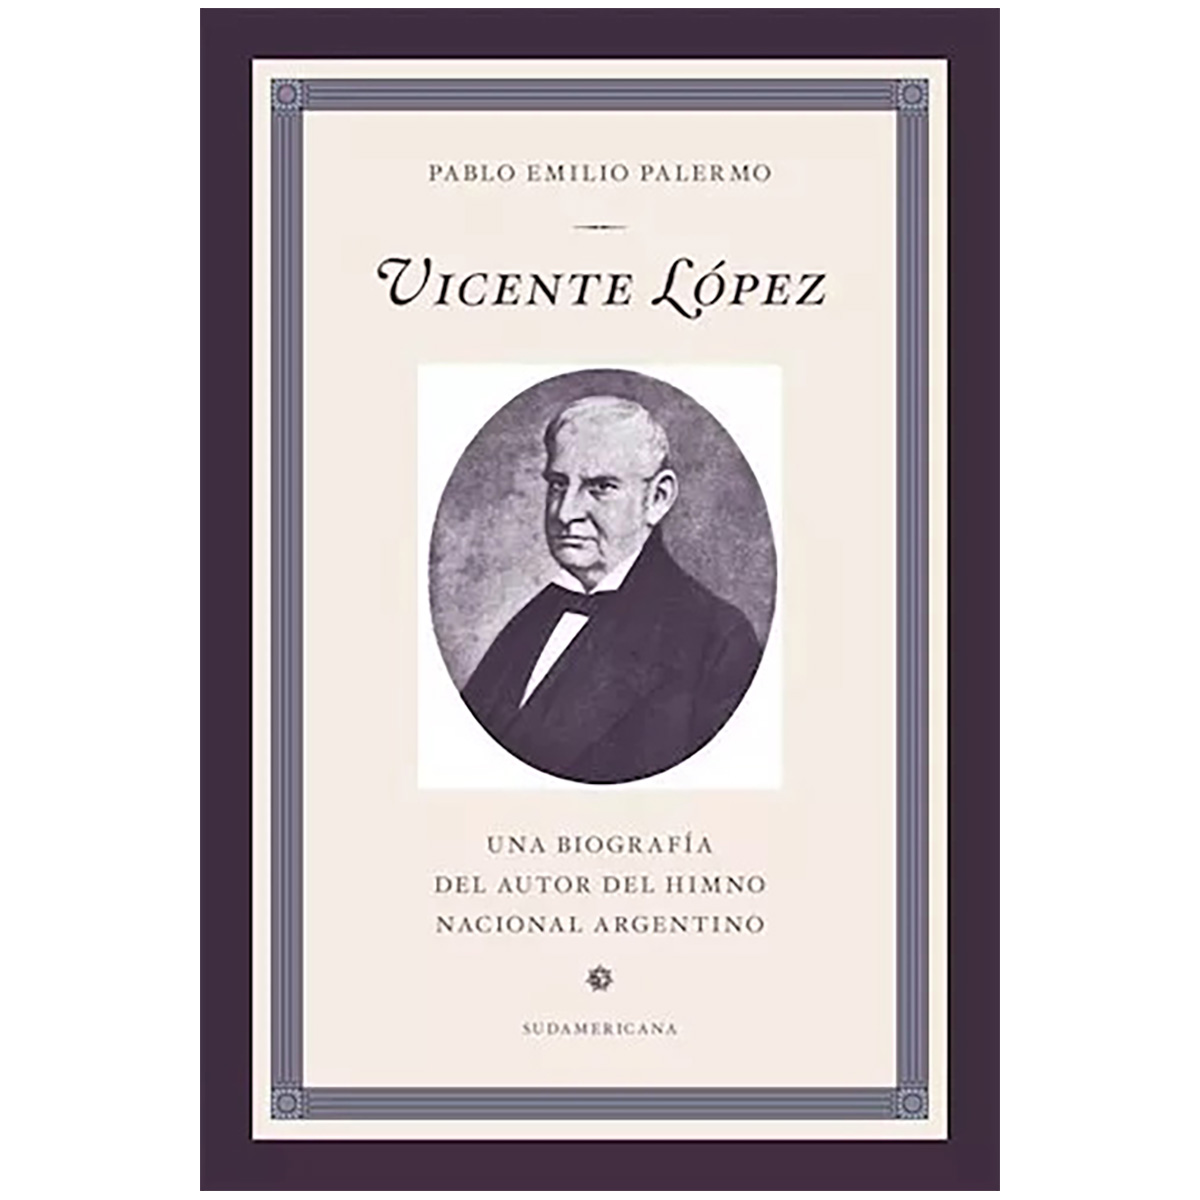 PABLO EMILIO PALERMO
VICENTE LÓPEZ
UNA BIOGRAFÍA
DEL AUTOR DEL HIMNO
NACIONAL ARGENTINO
SUDAMERICANA